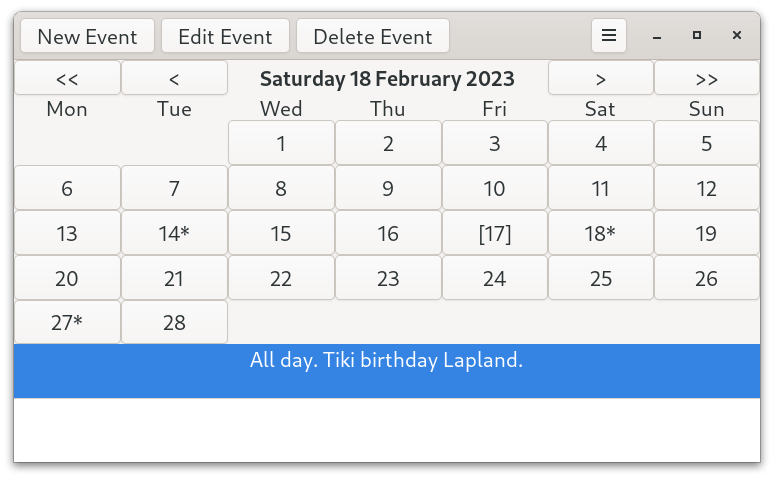 New Event Edit Event Delete Event
<< < Saturday 18 February 2023 > >>
Mon Tue Wed Thu Fri Sat Sun
1 2 3 4 5
6 7 8 9 10 11 12
13 14* 15 16 [17] 18* 19
20 21 22 23 24 25 26
27* 28
All day. Tiki birthday Lapland.